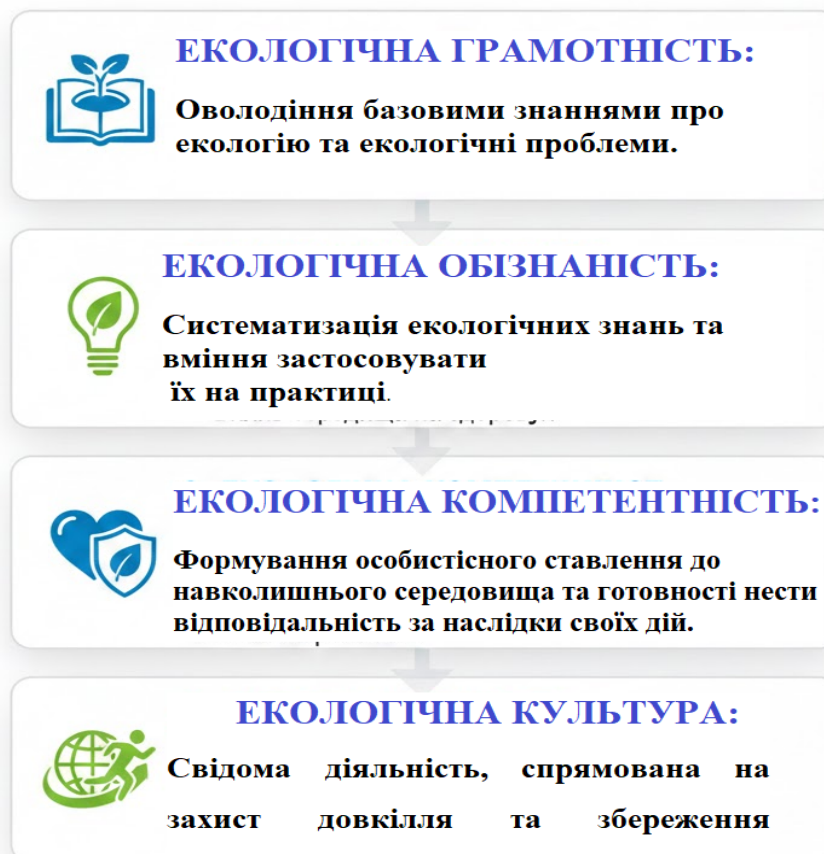 ЕКОЛОГІЧНА ГРАМОТНІСТЬ:
Оволодіння базовими знаннями про
екологію та екологічні проблеми.
ЕКОЛОГІЧНА ОБІЗНАНІСТЬ:
Систематизація екологічних знань та
вміння застосовувати
їх на практиці.
ЕКОЛОГІЧНА КОМПЕТЕНТНІСТЬ:
Формування особистісного ставлення до
навколишнього середовища та готовності нести
відповідальність за наслідки своїх дій.
ЕКОЛОГІЧНА КУЛЬТУРА:
Свідома діяльність, спрямована на
захист довкілля та збереження